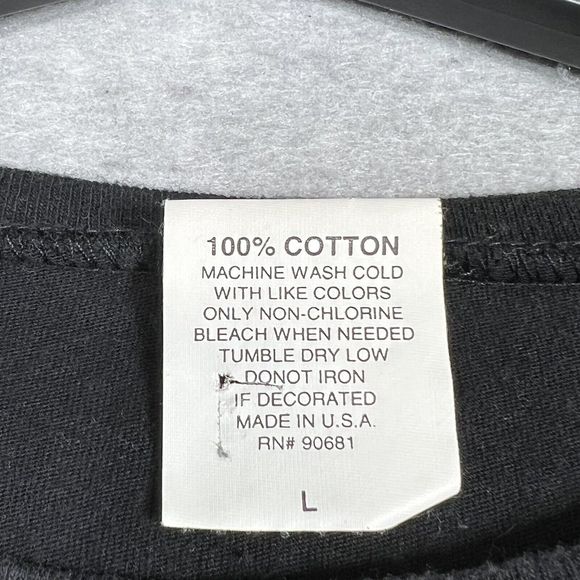 100% COTTON
MACHINE WASH COLD
WITH LIKE COLORS
ONLY NON-CHLORINE
BLEACH WHEN NEEDED
TUMBLE DRY LOW
DONOT IRON
IF DECORATED
MADE IN U.S.A.
RN# 90681
L